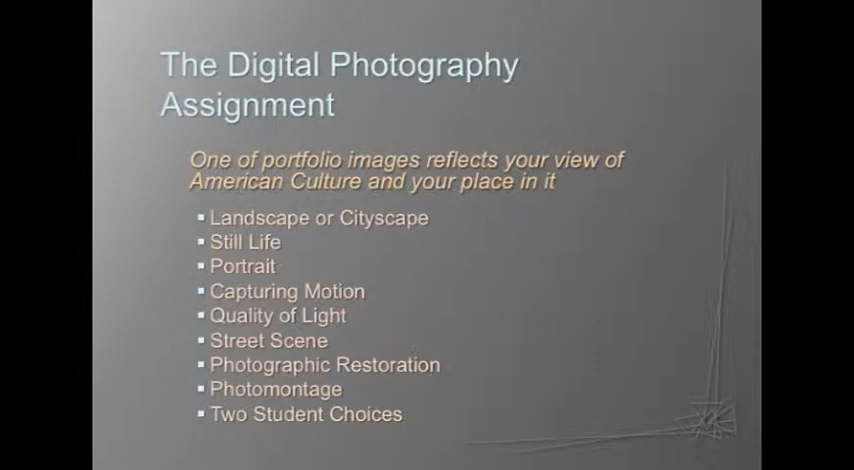 The Digital Photography
Assignment
One of portfolio images reflects your view of
American Culture and your place in it
▪ Landscape or Cityscape
▪ Still Life
▪ Portrait
▪ Capturing Motion
▪ Quality of Light
▪ Street Scene
▪ Photographic Restoration
▪ Photomontage
▪ Two Student Choices